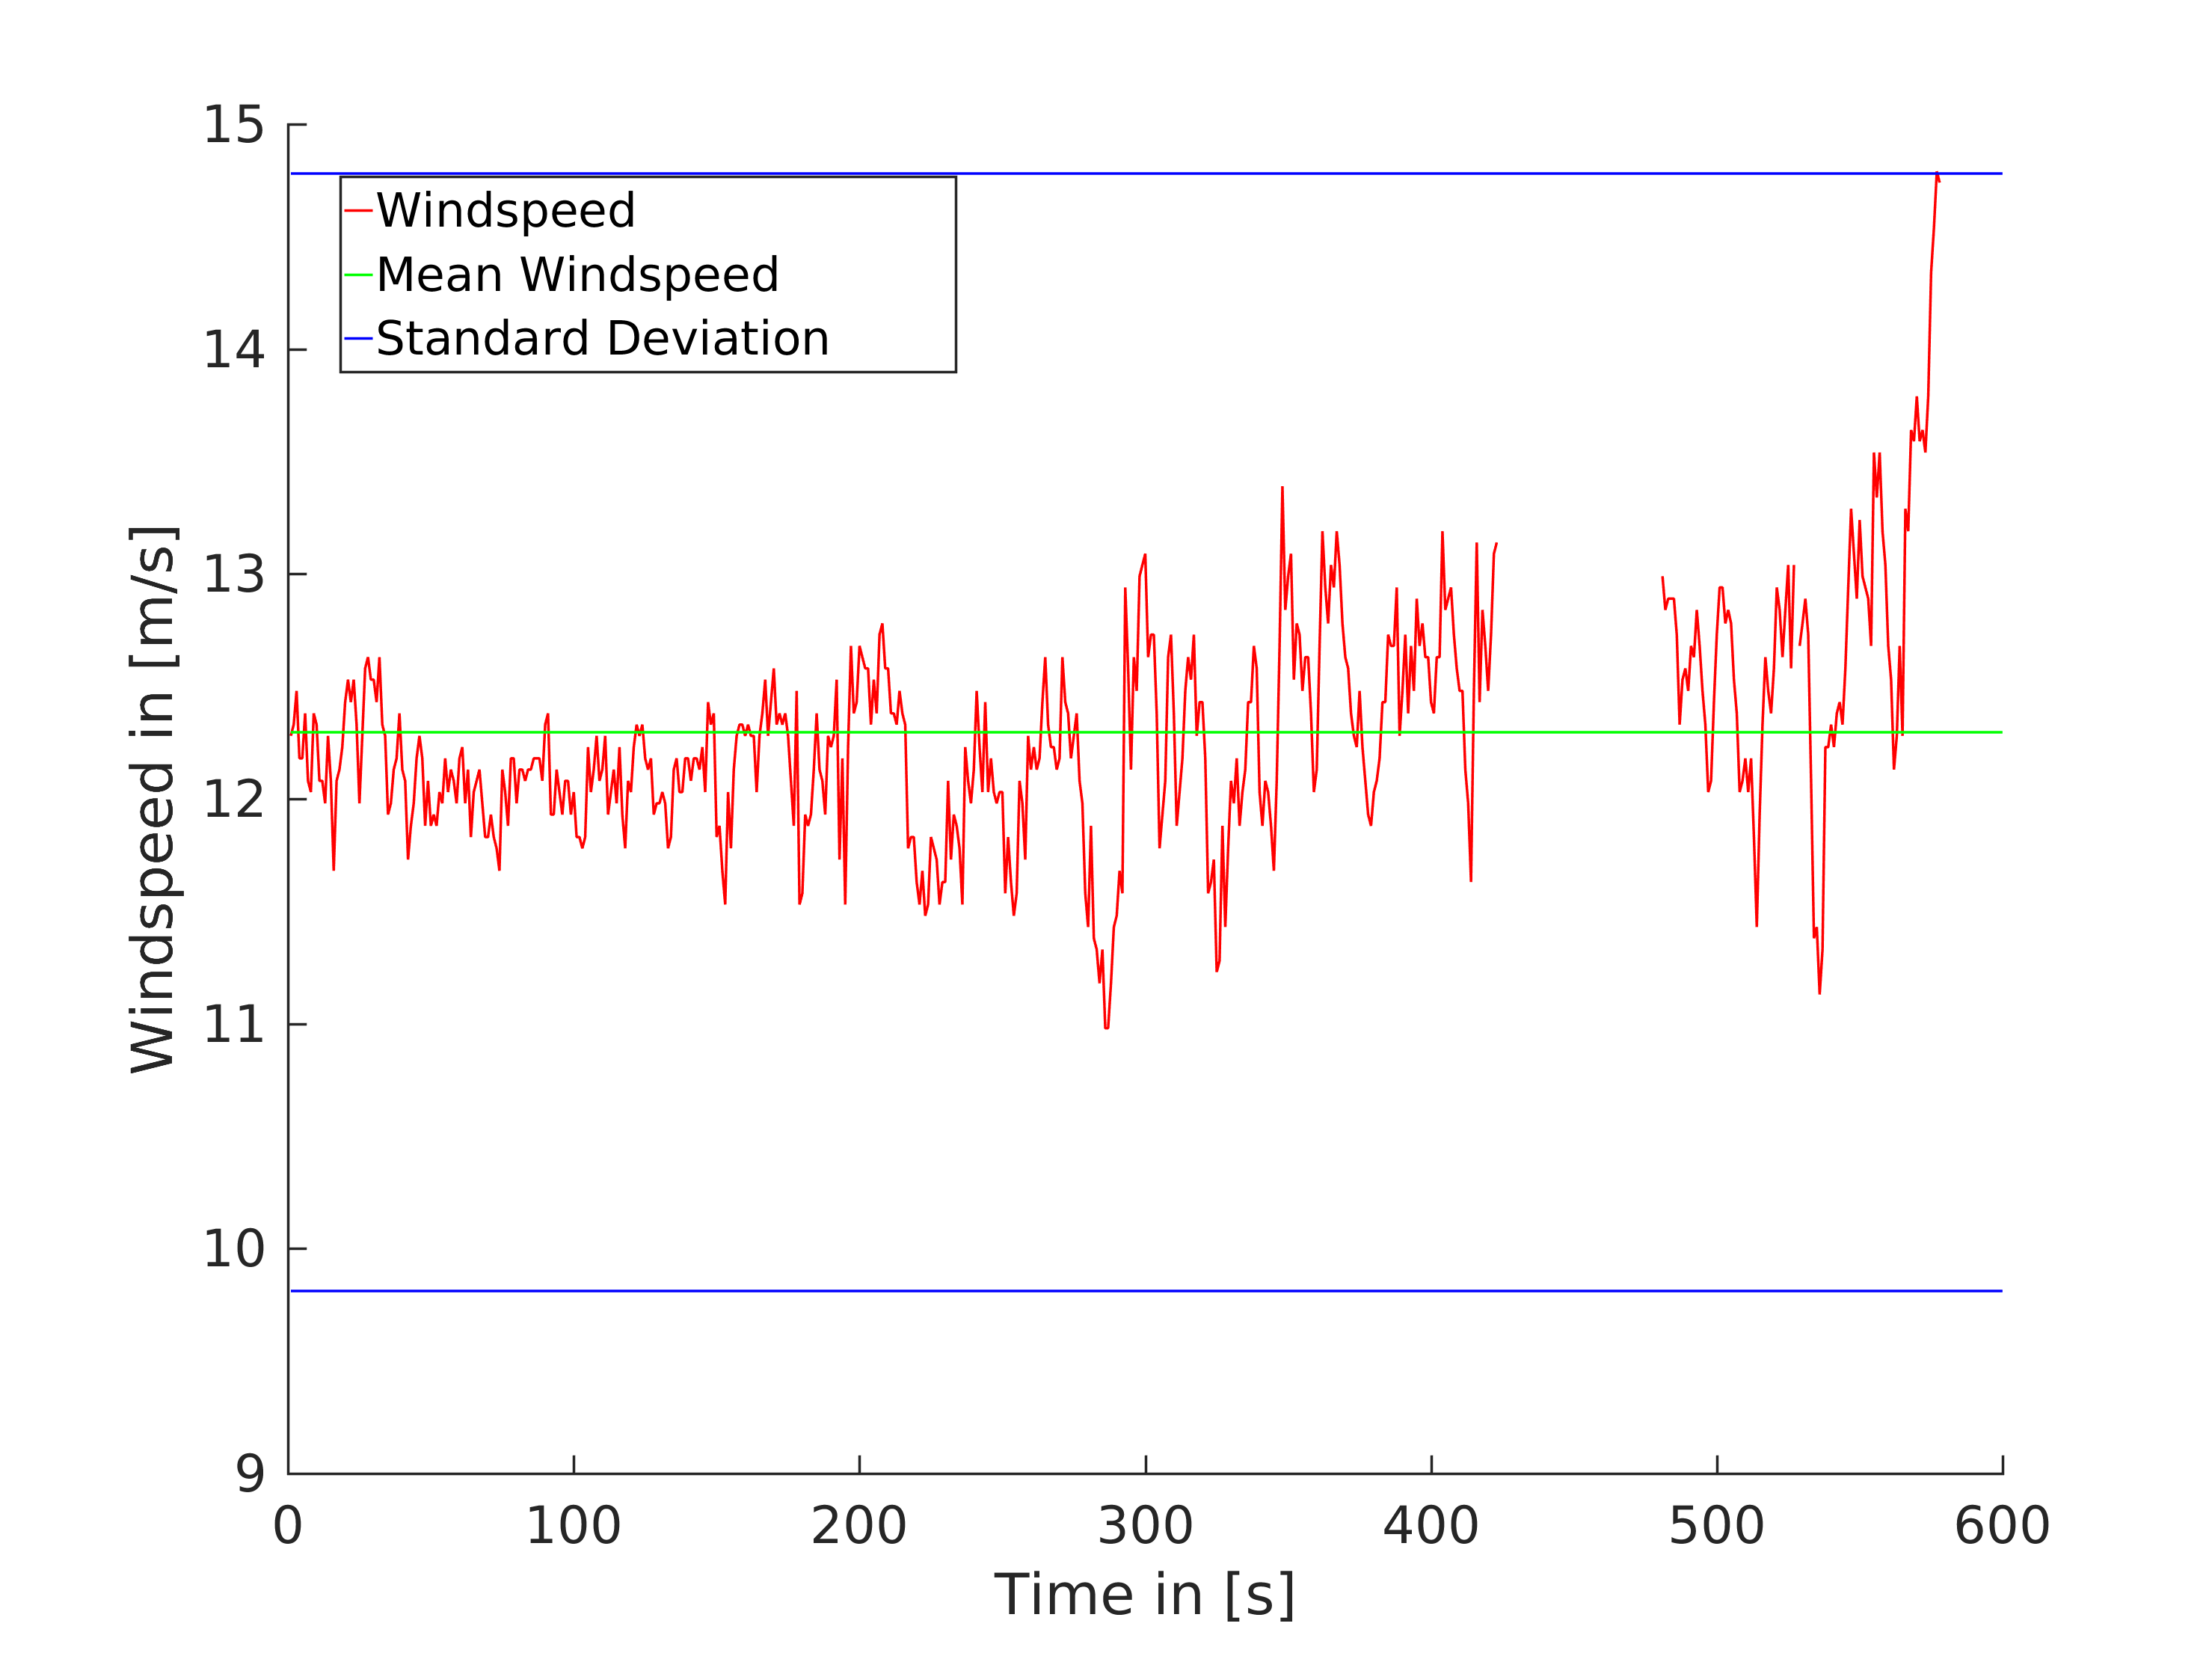 15
14
13
12
11
10
9
Windspeed in [m/s]
Windspeed
Mean Windspeed
Standard Deviation
0 100 200 300 400 500 600
Time in [s]